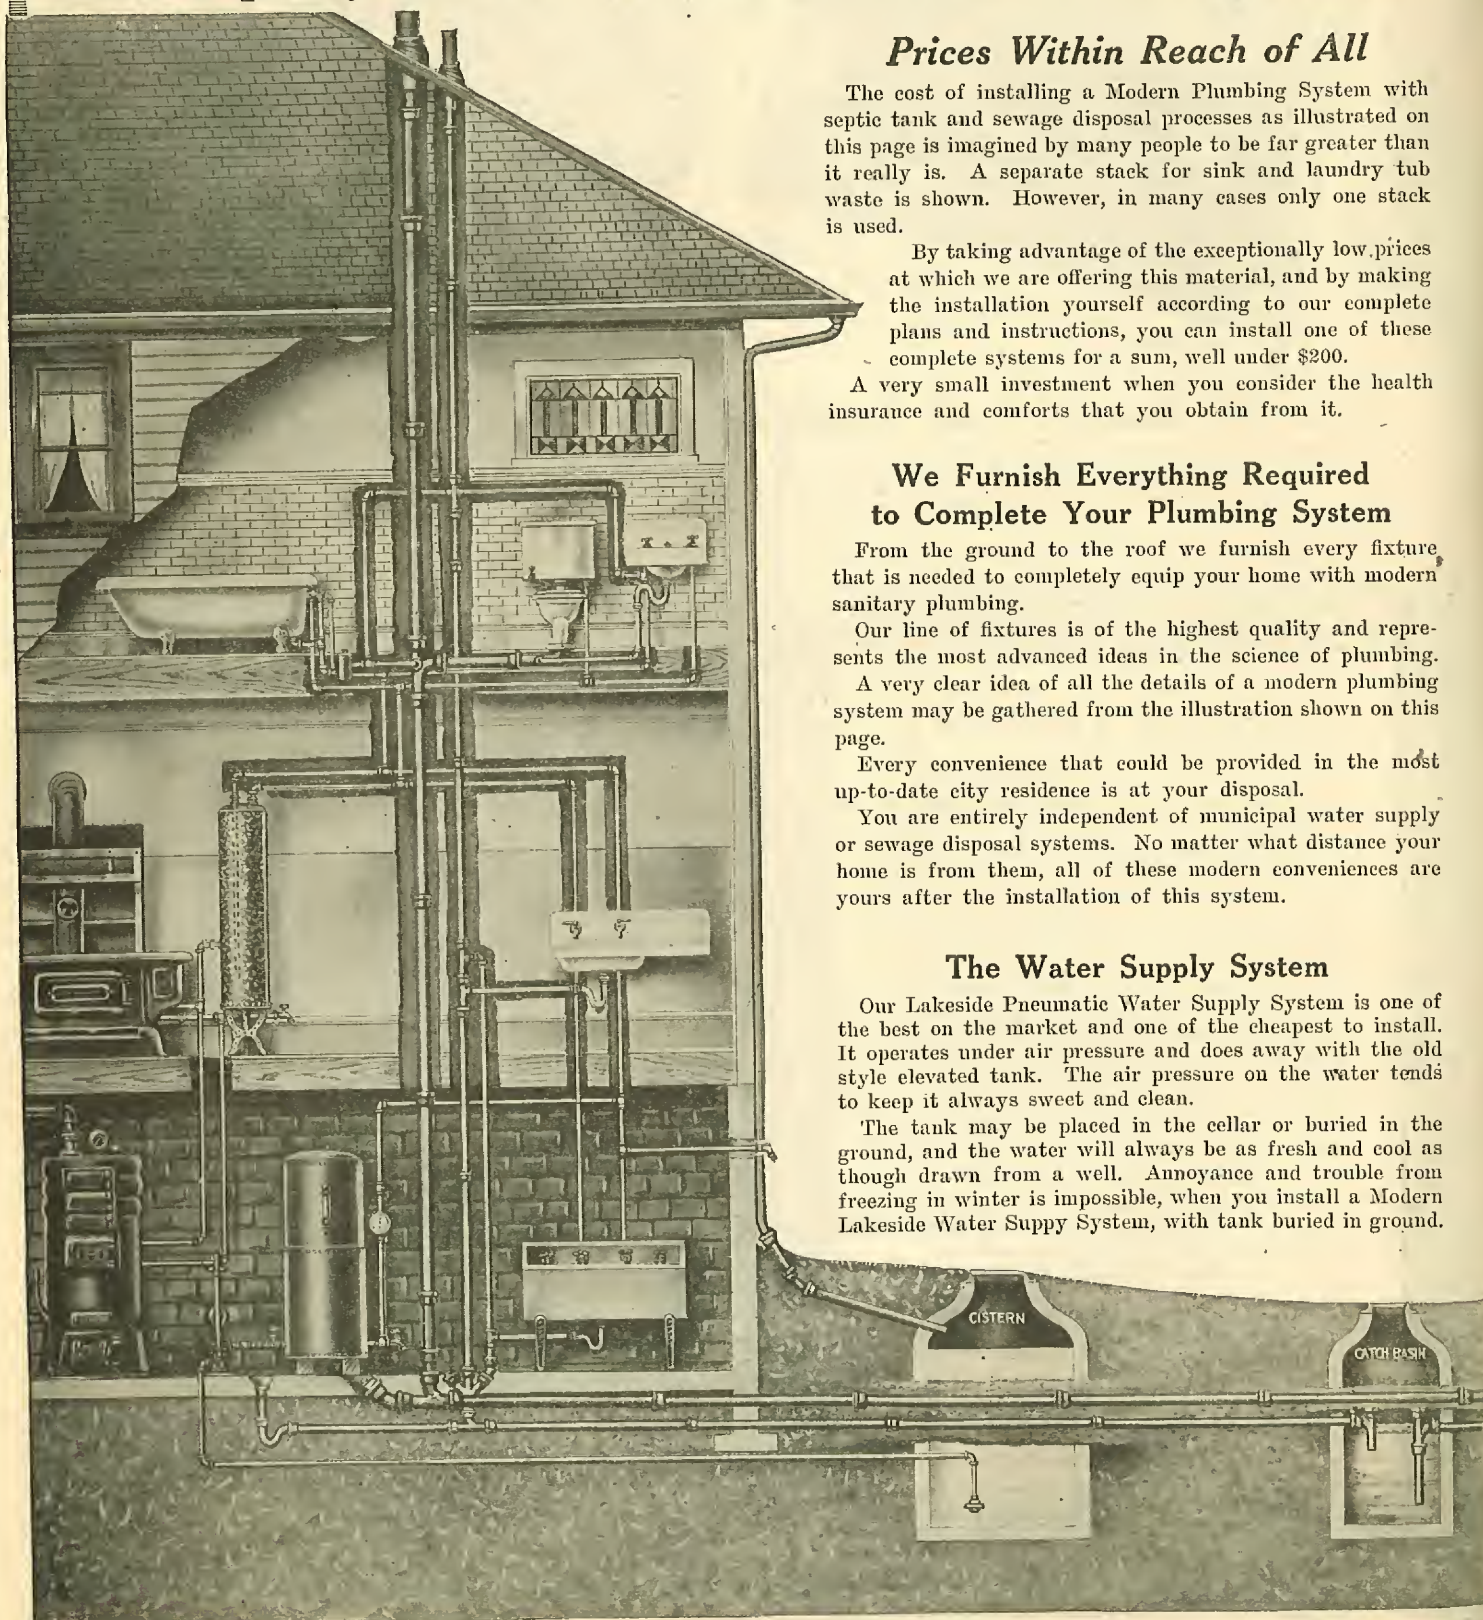 Prices Within Reach of All
The cost of installing a Modern Plumbing System with
septic tank and sewage disposal processes as illustrated on
this page is imagined by many people to be far greater than
it really is. A separate stack for sink and laundry tub
waste is shown. However, in many cases only one stack
is used.
By taking advantage of the exceptionally low prices
at which we are offering this material, and by making
the installation yourself according to our complete
plans and instructions, you can install one of these
complete systems for a sum, well under $200.
A very small investment when you consider the health
insurance and comforts that you obtain from it.
We Furnish Everything Required
to Complete Your Plumbing System
From the ground to the roof we furnish every fixture
that is needed to completely equip your home with modern
sanitary plumbing.
Our line of fixtures is of the highest quality and repre-
sents the most advanced ideas in the science of plumbing.
A very clear idea of all the details of a modern plumbing
system may be gathered from the illustration shown on this
page.
Every convenience that could be provided in the most
up-to-date city residence is at your disposal.
You are entirely independent of municipal water supply
or sewage disposal systems. No matter what distance your
home is from them, all of these modern conveniences are
yours after the installation of this system.
The Water Supply System
Our Lakeside Pneumatic Water Supply System is one of
the best on the market and one of the cheapest to install.
It operates under air pressure and does away with the old
style elevated tank. The air pressure on the water tends
to keep it always sweet and clean.
The tank may be placed in the cellar or buried in the
ground, and the water will always be as fresh and cool as
though drawn from a well. Annoyance and trouble from
freezing in winter is impossible, when you install a Modern
Lakeside Water Suppy System, with tank buried in ground.
CISTERN
CATCH BASIN